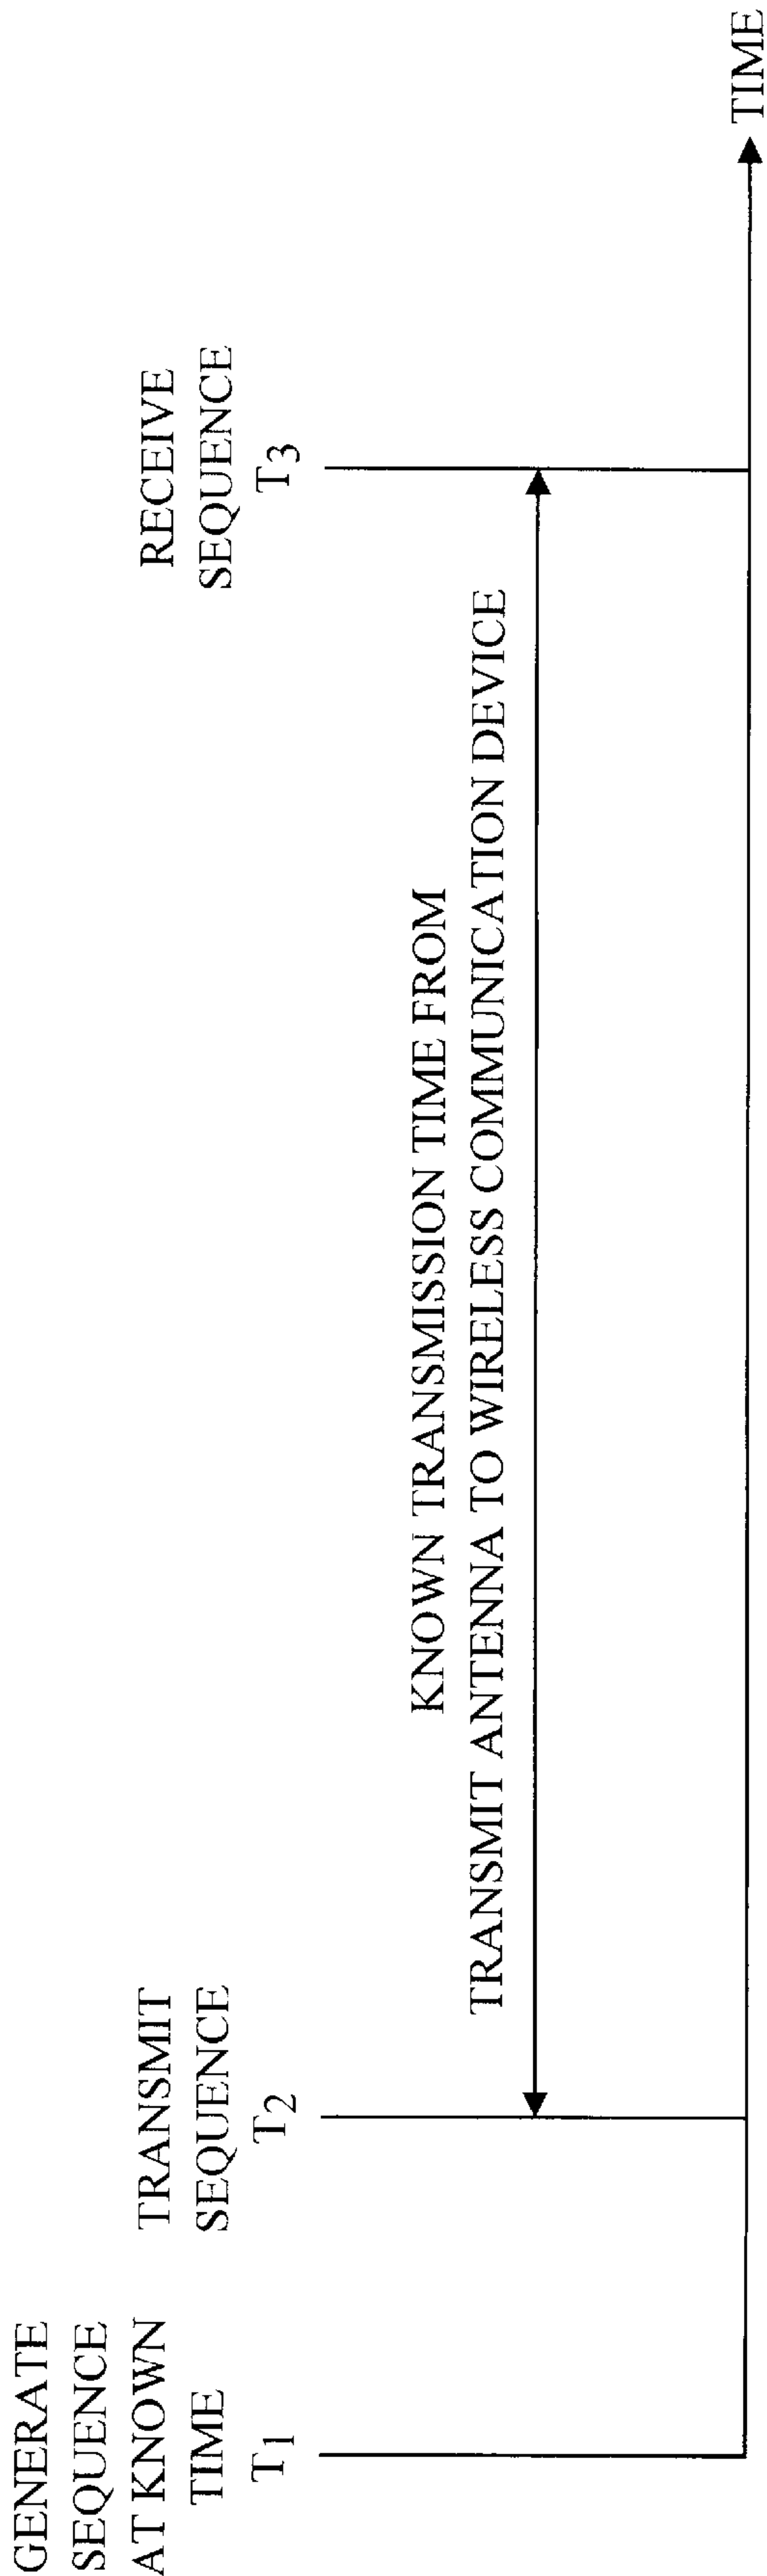 GENERATE
SEQUENCE
AT KNOWN
TIME
T1
TRANSMIT
SEQUENCE
T2
KNOWN TRANSMISSION TIME FROM
TRANSMIT ANTENNA TO WIRELESS COMMUNICATION DEVICE
RECEIVE
SEQUENCE
T3
TIME